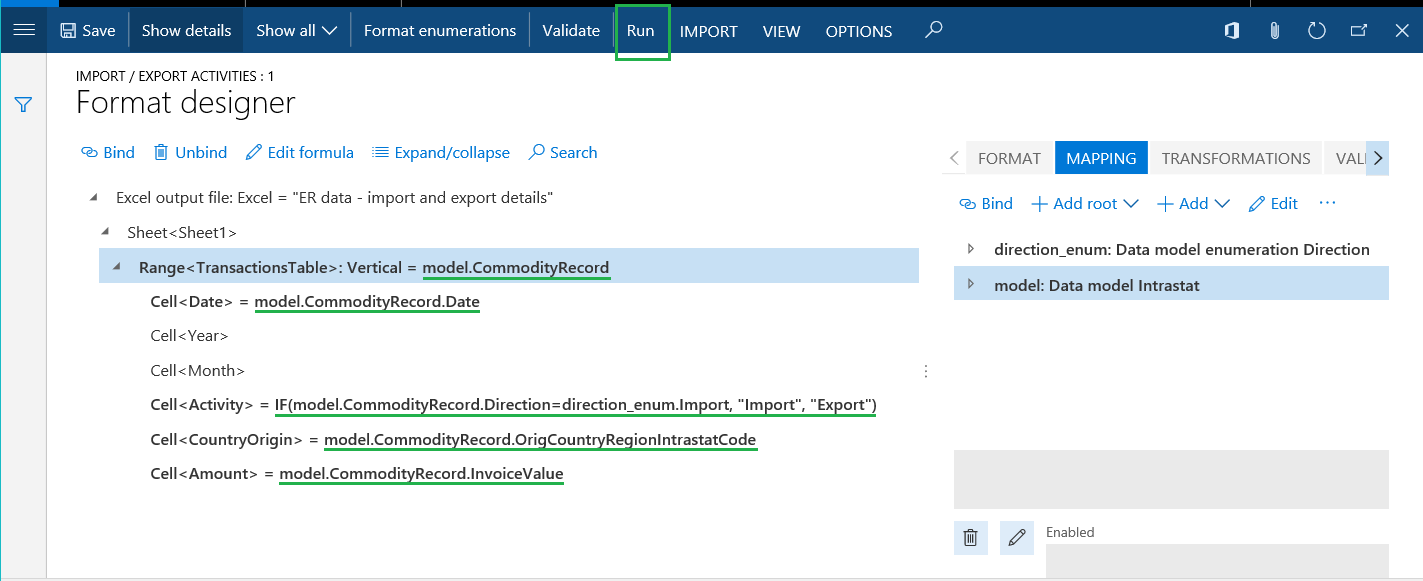 Save Show details Show all Format enumerations Validate Run IMPORT VIEW OPTIONS
IMPORT / EXPORT ACTIVITIES : 1
Format designer
Bind Unbind Edit formula Expand/collapse Search
Excel output file: Excel = "ER data - import and export details"
Sheet<Sheet1>
Range<TransactionsTable>: Vertical = model.CommodityRecord
Cell<Date> = model.CommodityRecord.Date
Cell<Year>
Cell<Month>
Cell<Activity> = IF(model.CommodityRecord.Direction=direction_enum.Import, "Import", "Export")
Cell<CountryOrigin> = model.CommodityRecord.OrigCountryRegionIntrastatCode
Cell<Amount> = model.CommodityRecord.InvoiceValue
FORMAT MAPPING TRANSFORMATIONS VALI
Bind Add root Add Edit ...
direction_enum: Data model enumeration Direction
model: Data model Intrastat
Enabled